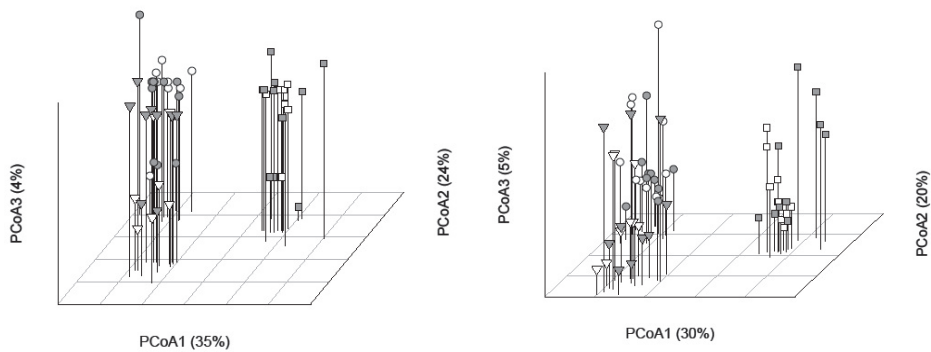 PCoA3 (4%)
PCoA2 (24%)
PCoA1 (35%)
PCoA3 (5%)
PCoA2 (20%)
PCoA1 (30%)